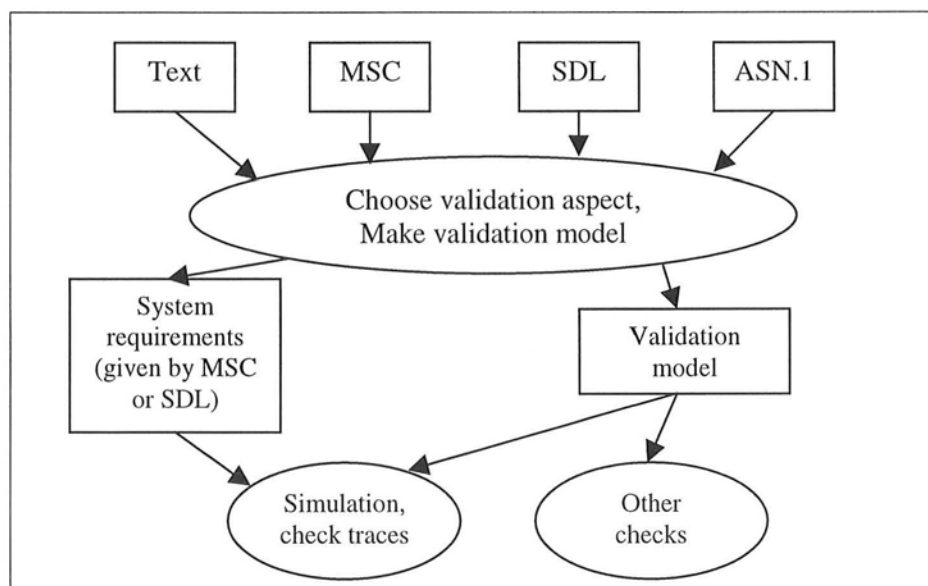 Text
MSC
SDL
ASN.1
Choose validation aspect,
Make validation model
System
requirements
(given by MSC
or SDL)
Validation
model
Simulation,
check traces
Other
checks